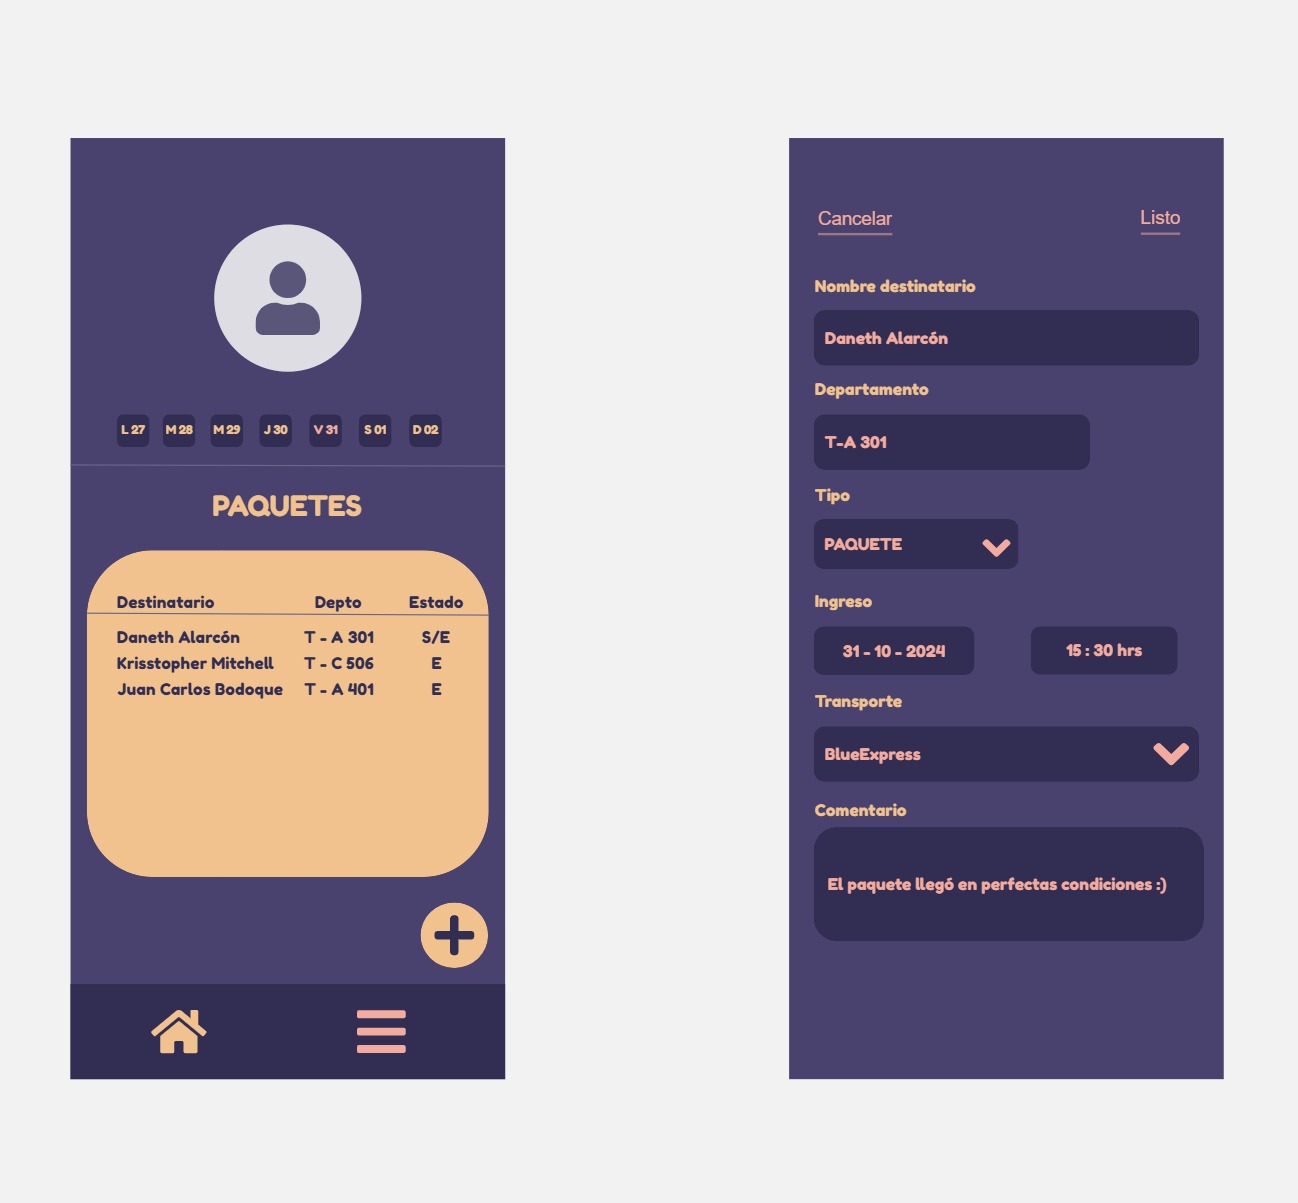 L 27 M 28 M 29 J 30 V 31 S 01 D 02
PAQUETES
Destinatario Depto Estado
Daneth Alarcón T - A 301 S/E
Krisstopher Mitchell T - C 506 E
Juan Carlos Bodoque T - A 401 E
Cancelar Listo
Nombre destinatario
Daneth Alarcón
Departamento
T-A 301
Tipo
PAQUETE
Ingreso
31 - 10 - 2024 15 : 30 hrs
Transporte
BlueExpress
Comentario
El paquete llegó en perfectas condiciones :)